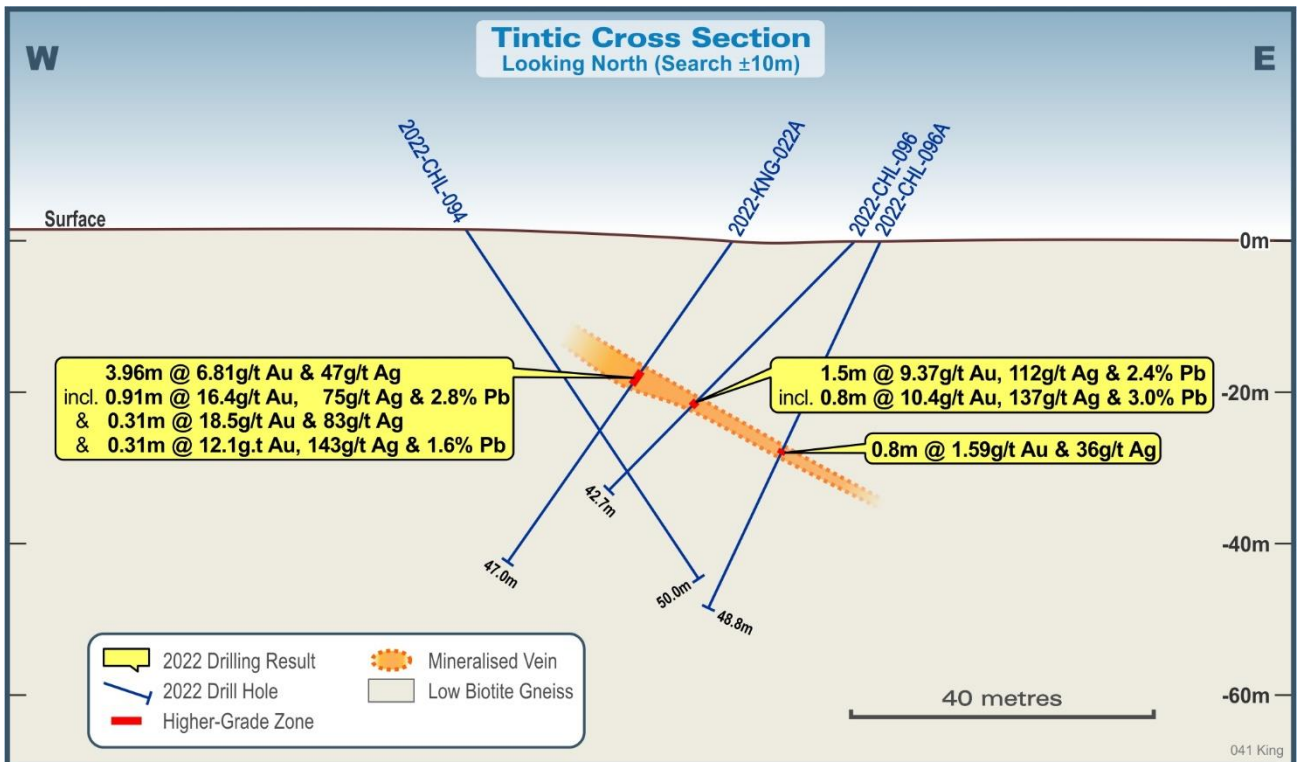 Tintic Cross Section
Looking North (Search ±10m)
W
E
2022-CHL-094
2022-KNG-022A
2022-CHL-096
2022-CHL-096A
Surface
0m
3.96m @ 6.81g/t Au & 47g/t Ag
incl. 0.91m @ 16.4g/t Au, 75g/t Ag & 2.8% Pb
& 0.31m @ 18.5g/t Au & 83g/t Ag
& 0.31m @ 12.1g.t Au, 143g/t Ag & 1.6% Pb
1.5m @ 9.37g/t Au, 112g/t Ag & 2.4% Pb
incl. 0.8m @ 10.4g/t Au, 137g/t Ag & 3.0% Pb
-20m
0.8m @ 1.59g/t Au & 36g/t Ag
42.7m
-40m
47.0m
50.0m
48.8m
2022 Drilling Result
2022 Drill Hole
Higher-Grade Zone
Mineralised Vein
Low Biotite Gneiss
-60m
40 metres
041 King